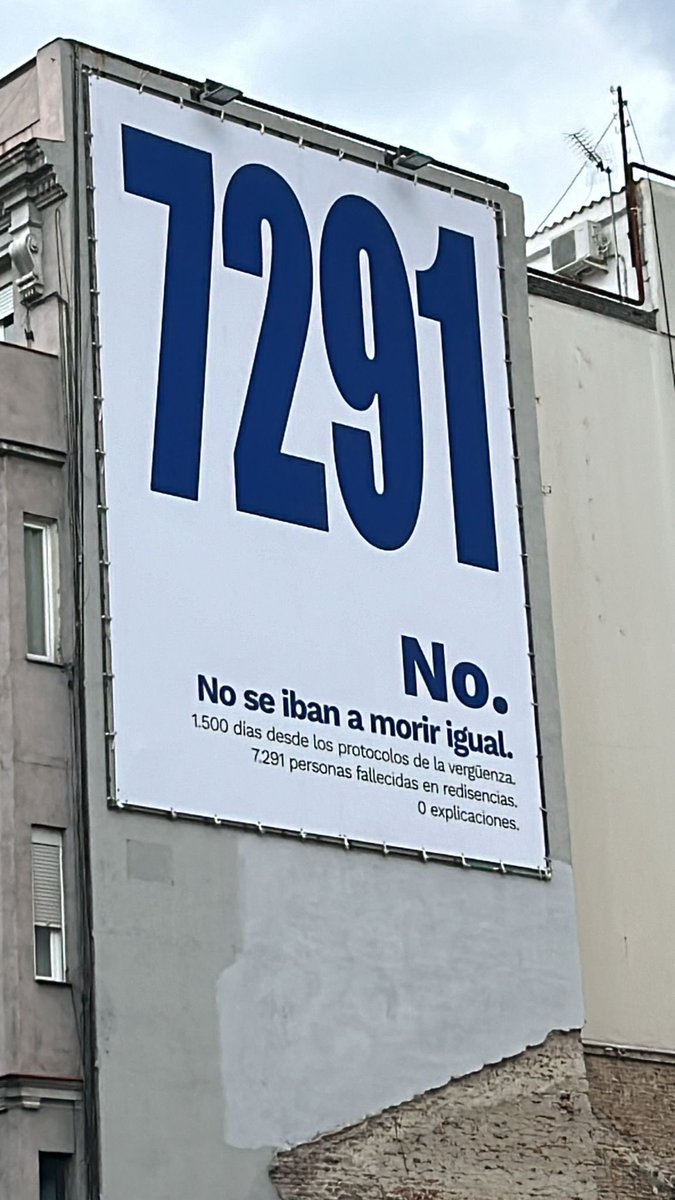 7291
No.
No se iban a morir igual.
1.500 días desde los protocolos de la vergüenza.
7.291 personas fallecidas en redisencias.
0 explicaciones.